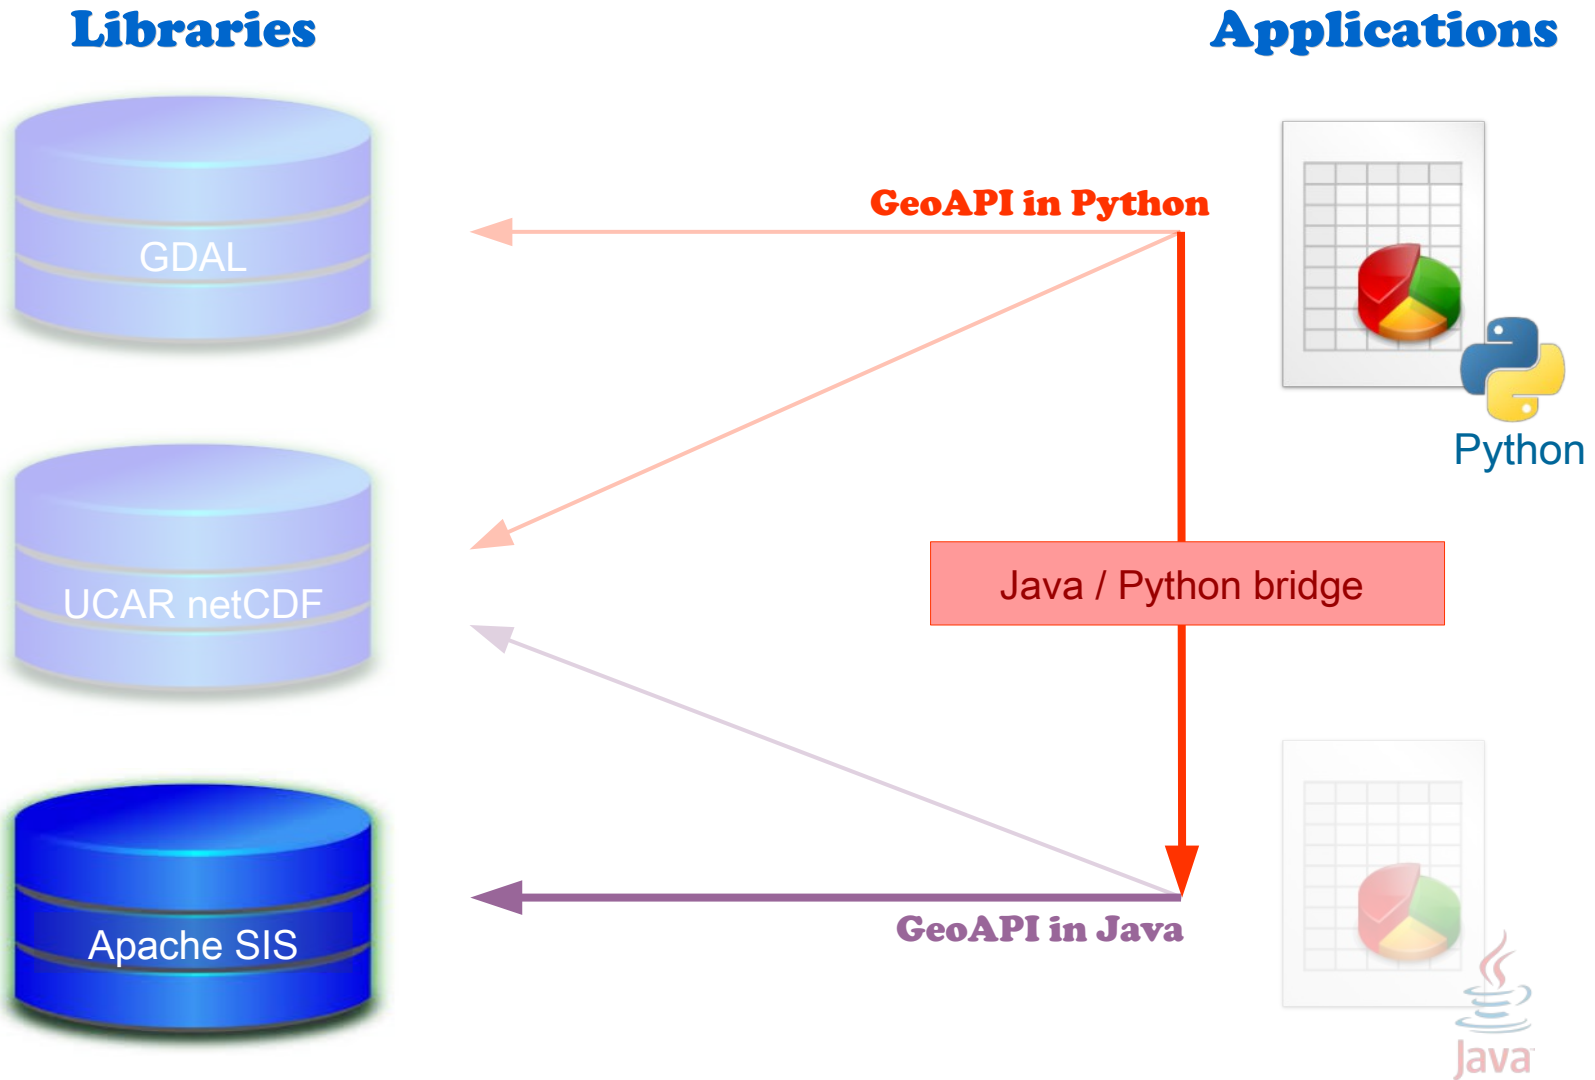 Libraries
Applications
GeoAPI in Python
GDAL
Python
Java / Python bridge
UCAR netCDF
GeoAPI in Java
Apache SIS
Java